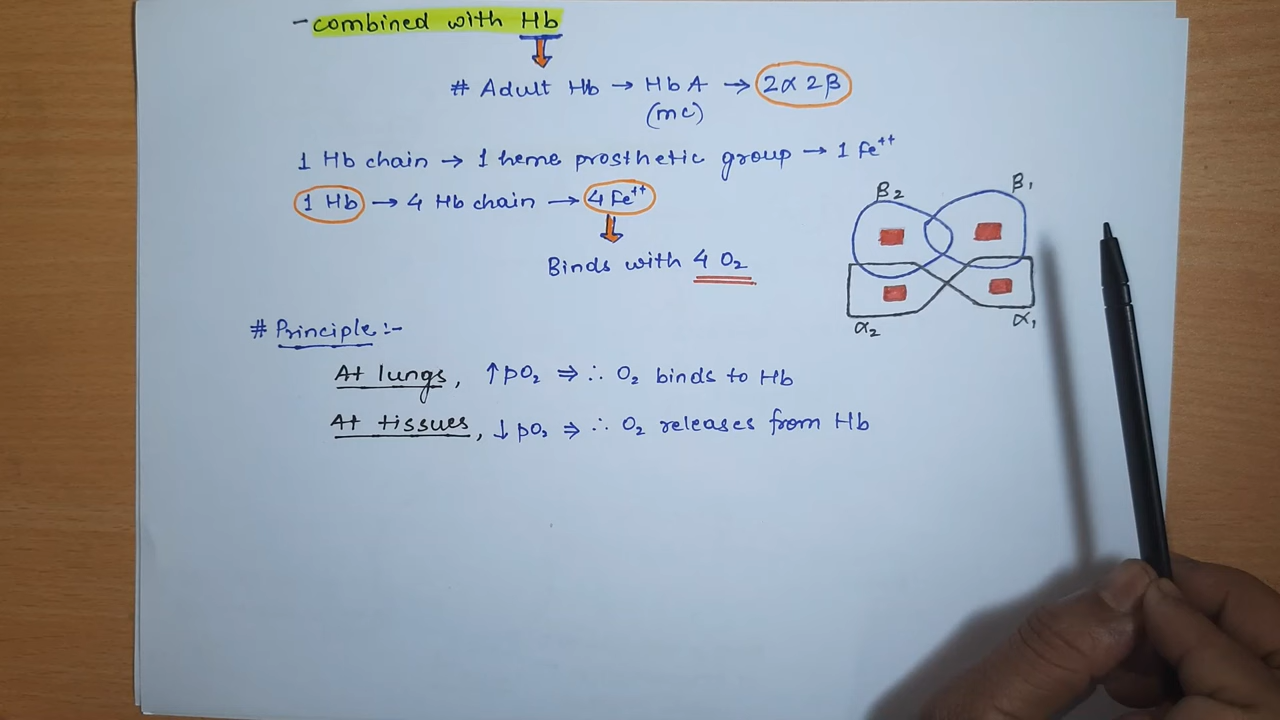 - combined with Hb
# Adult Hb → HbA → 2α 2β
(mc)
1 Hb chain → 1 heme prosthetic group → 1 Fe⁺⁺
1 Hb → 4 Hb chain → 4 Fe⁺⁺
Binds with 4 O₂
β₂ β₁
α₂ α₁
# Principle :-
At lungs, ↑ pO₂ ⇒ ∴ O₂ binds to Hb
At tissues, ↓ pO₂ ⇒ ∴ O₂ releases from Hb